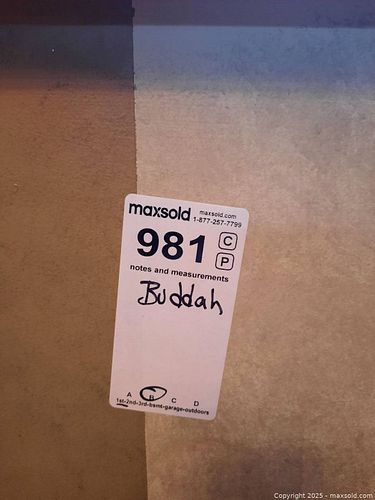 maxsold maxsold.com
1-877-257-7799
981 C
P
notes and measurements
Buddah
A B C D
1st-2nd-3rd-bsmt-garage-outdoors
Copyright 2025 - maxsold.com